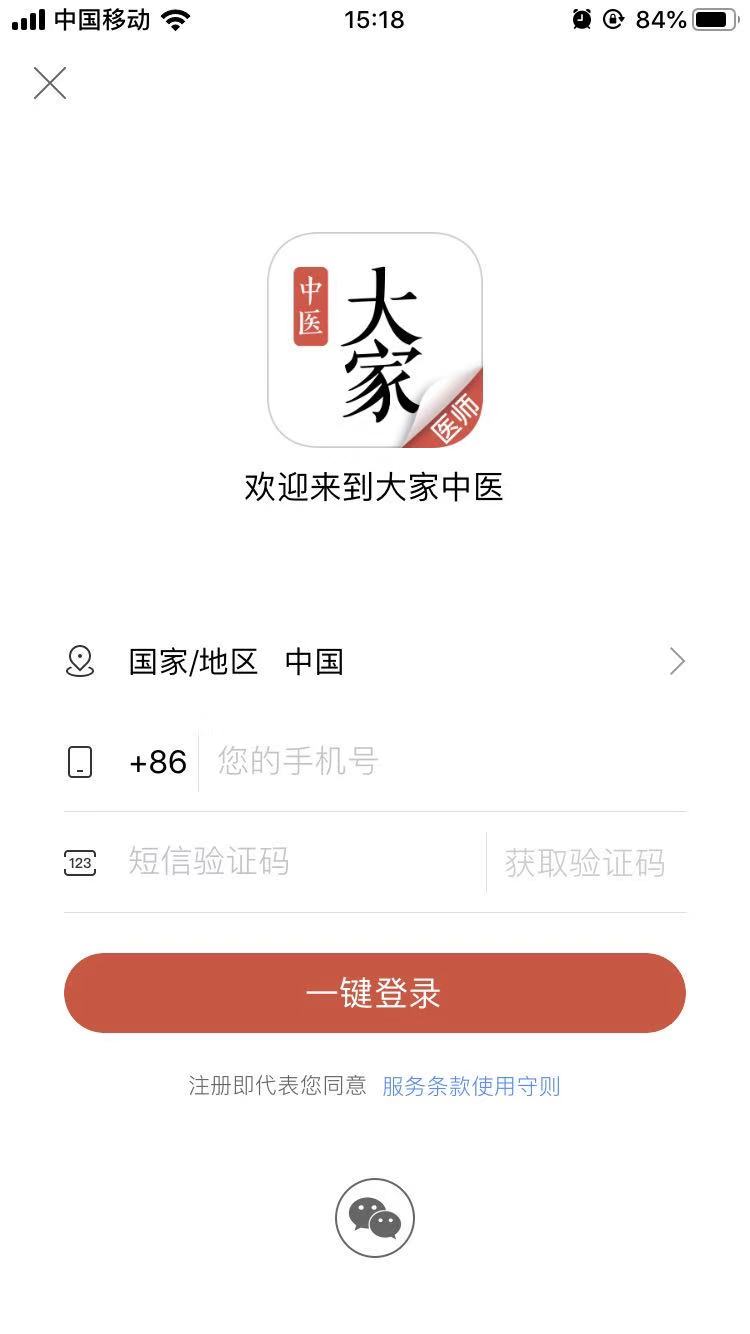 中国移动 15:18 84%
中医
大家
医师
欢迎来到大家中医
国家/地区 中国
+86 您的手机号
123 短信验证码 获取验证码
一键登录
注册即代表您同意 服务条款使用守则